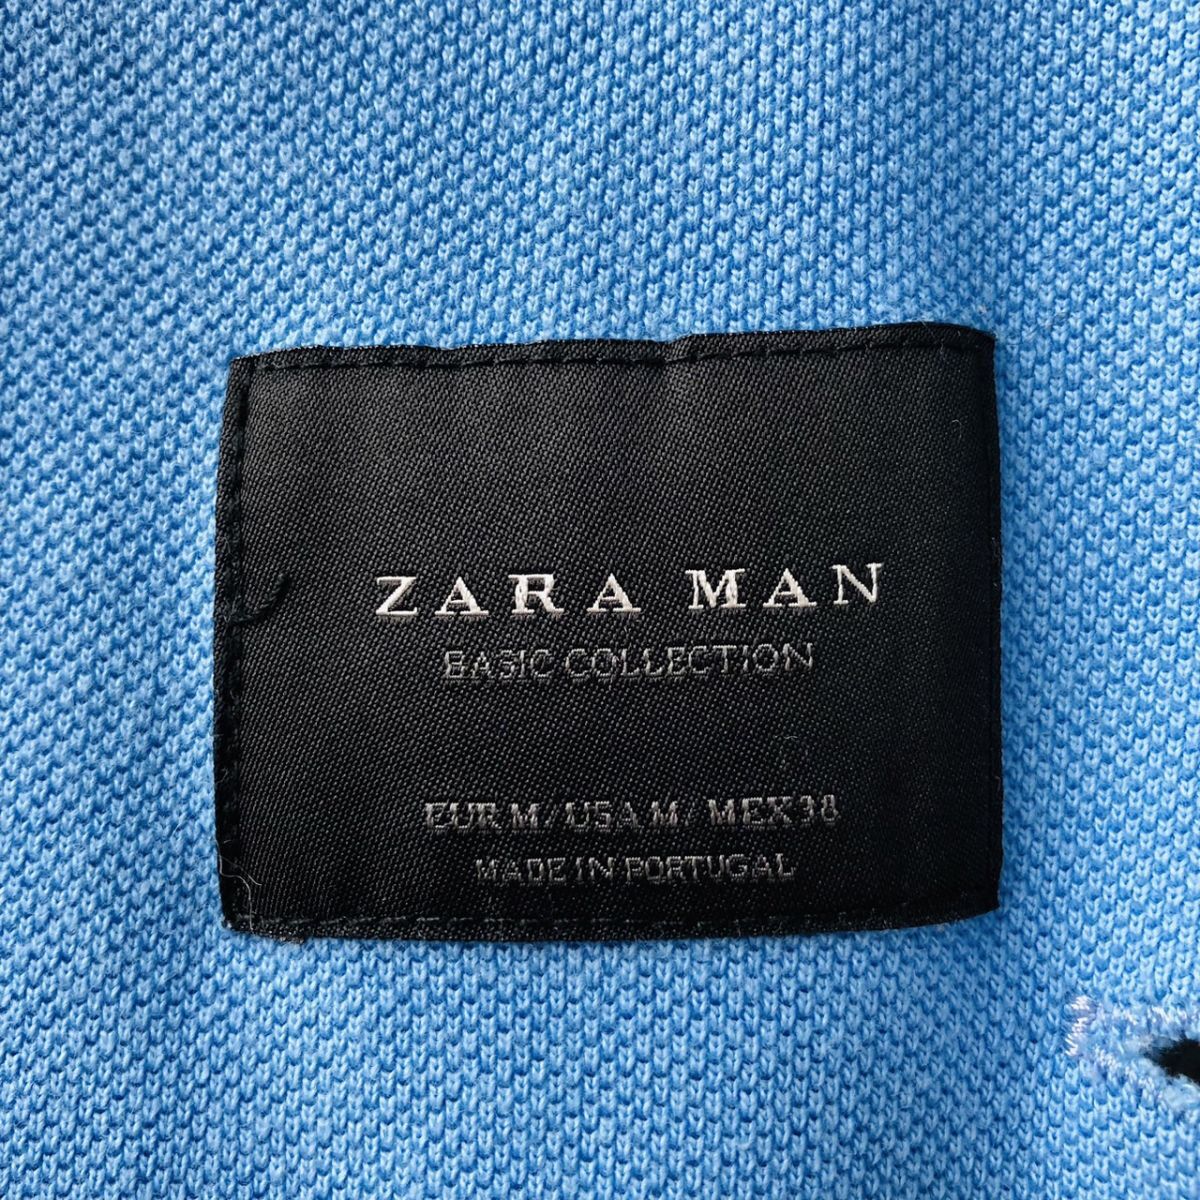 ZARA MAN
BASIC COLLECTION
EUR M / USA M / MEX 38
MADE IN PORTUGAL